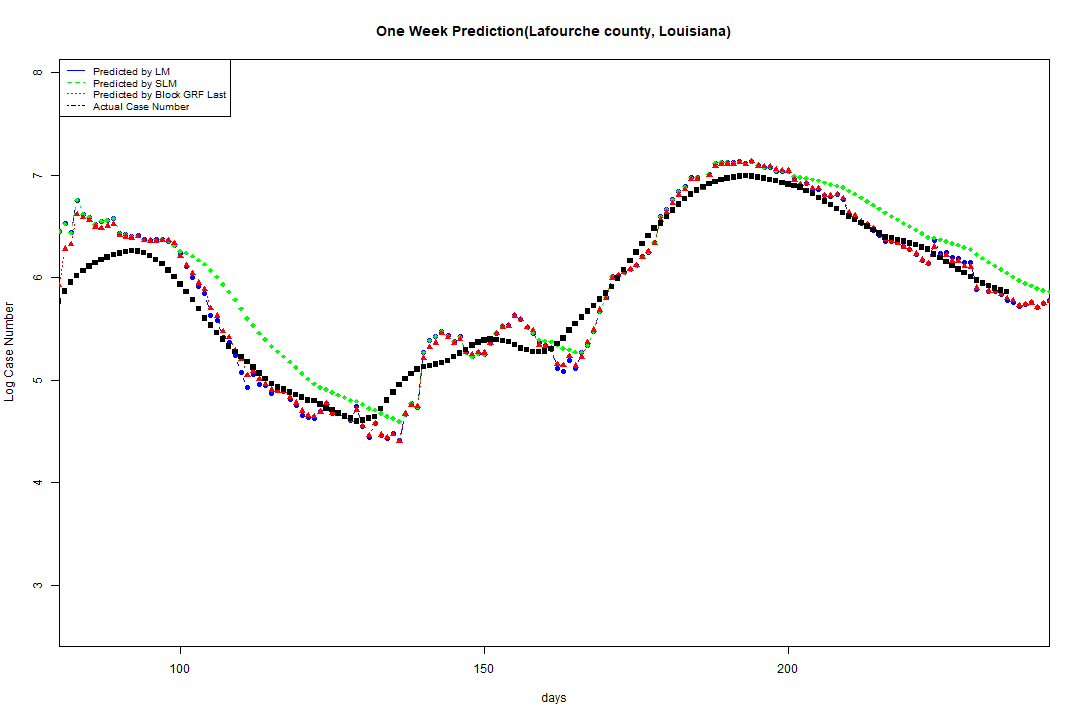 One Week Prediction(Lafourche county, Louisiana)
Predicted by LM
Predicted by SLM
Predicted by Block GRF Last
Actual Case Number
8
7
6
5
4
3
Log Case Number
100 150 200
days